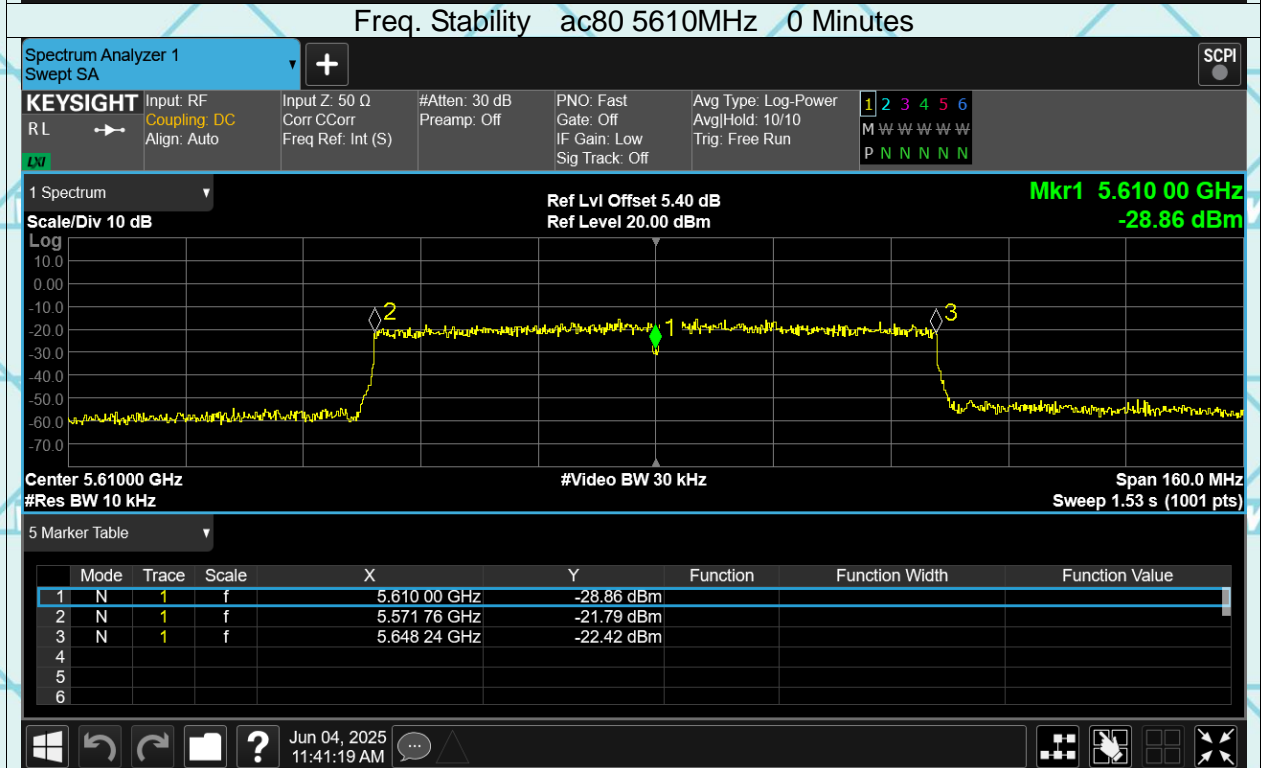 Freq. Stability ac80 5610MHz 0 Minutes
Spectrum Analyzer 1
Swept SA
+
SCPI
KEYSIGHT
RL
LXI
Input: RF
Coupling: DC
Align: Auto
Input Z: 50 Ω
Corr CCorr
Freq Ref: Int (S)
#Atten: 30 dB
Preamp: Off
PNO: Fast
Gate: Off
IF Gain: Low
Sig Track: Off
Avg Type: Log-Power
Avg|Hold: 10/10
Trig: Free Run
1 2 3 4 5 6
M W W W W W W
P N N N N N
1 Spectrum
Scale/Div 10 dB
Ref Lvl Offset 5.40 dB
Ref Level 20.00 dBm
Mkr1 5.610 00 GHz
-28.86 dBm
Log
10.0
0.00
-10.0
-20.0
-30.0
-40.0
-50.0
-60.0
-70.0
2
1
3
Center 5.61000 GHz
#Video BW 30 kHz
Span 160.0 MHz
#Res BW 10 kHz
Sweep 1.53 s (1001 pts)
5 Marker Table
Mode Trace Scale X Y Function Function Width Function Value
1 N 1 f 5.610 00 GHz -28.86 dBm
2 N 1 f 5.571 76 GHz -21.79 dBm
3 N 1 f 5.648 24 GHz -22.42 dBm
4
5
6
?
Jun 04, 2025
11:41:19 AM